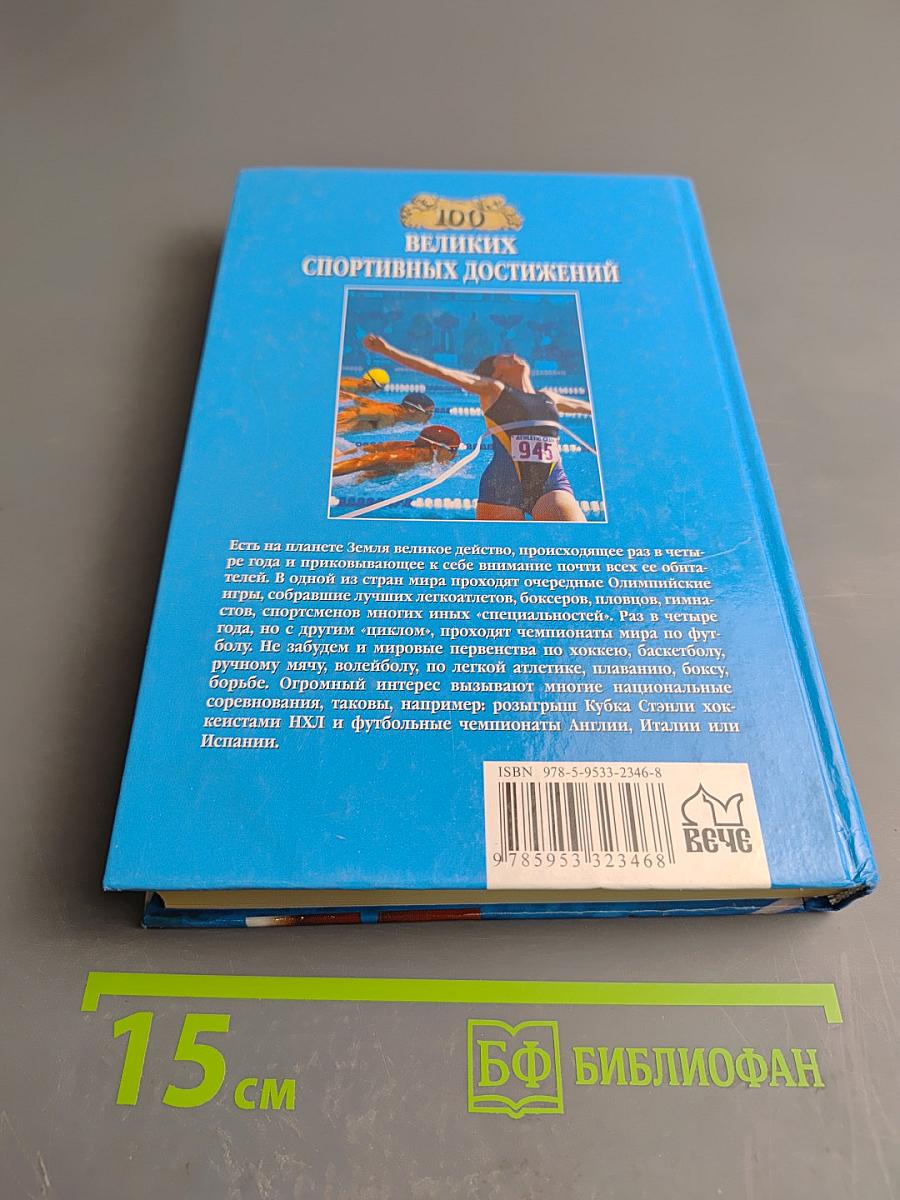 100
ВЕЛИКИХ
СПОРТИВНЫХ ДОСТИЖЕНИЙ
ATHLETIC
945
Есть на планете Земля великое действо, происходящее раз в четы-
ре года и приковывающее к себе внимание почти всех ее обита-
телей. В одной из стран мира проходят очередные Олимпийские
игры, собравшие лучших легкоатлетов, боксеров, пловцов, гимна-
стов, спортсменов многих иных «специальностей». Раз в четыре
года, но с другим «циклом», проходят чемпионаты мира по фут-
болу. Не забудем и мировые первенства по хоккею, баскетболу,
ручному мячу, волейболу, по легкой атлетике, плаванию, боксу,
борьбе. Огромный интерес вызывают многие национальные
соревнования, таковы, например: розыгрыш Кубка Стэнли хок-
кеистами НХЛ и футбольные чемпионаты Англии, Италии или
Испании.
ISBN 978-5-9533-2346-8
9 785953 323468
ВЕЧЕ
15 см
БФ БИБЛИОФАН